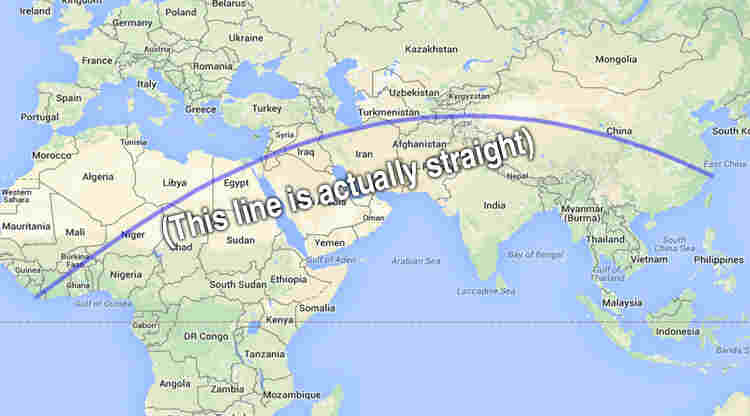 Ireland
Kingdom
Belarus
Germany
Poland
Ukraine
Kazakhstan
Mongolia
France
Austria
Italy
Spain
Portugal
Greece
Turkey
Uzbekistan
Kyrgyzstan
Turkmenistan
China
South Ko
Tunisia
Syria
Iraq
Iran
Afghanistan
Morocco
Algeria
Libya
Egypt
Nepal
East China
Western
Sahara
(This line is actually straight)
Mauritania
Mali
Niger
Chad
Sudan
Oman
Yemen
India
Myanmar
(Burma)
Burkina
Faso
Guinea
Ghana
Nigeria
Gulf of Aden
Arabian Sea
Bay of Bengal
Thailand
South
China Sea
Vietnam
Philippines
South Sudan
Ethiopia
Gulf of Guinea
Laccadive Sea
Gulf of
Thailand
Somalia
Malaysia
Gabon
Kenya
DR Congo
Indonesia
Tanzania
Banda S
Angola
Zambia
Mozambique